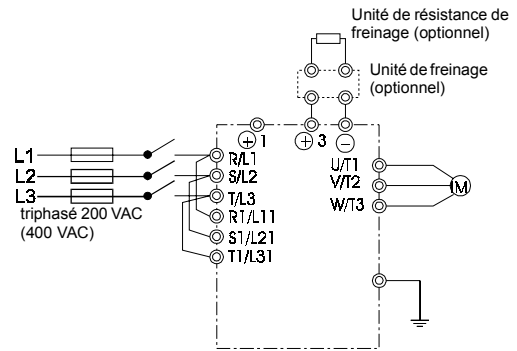 Unité de résistance de
freinage (optionnel)
Unité de freinage
(optionnel)
+ 1
+ 3
−
L1
L2
L3
triphasé 200 VAC
(400 VAC)
R/L1
S/L2
T/L3
R1/L11
S1/L21
T1/L31
U/T1
V/T2
W/T3
M